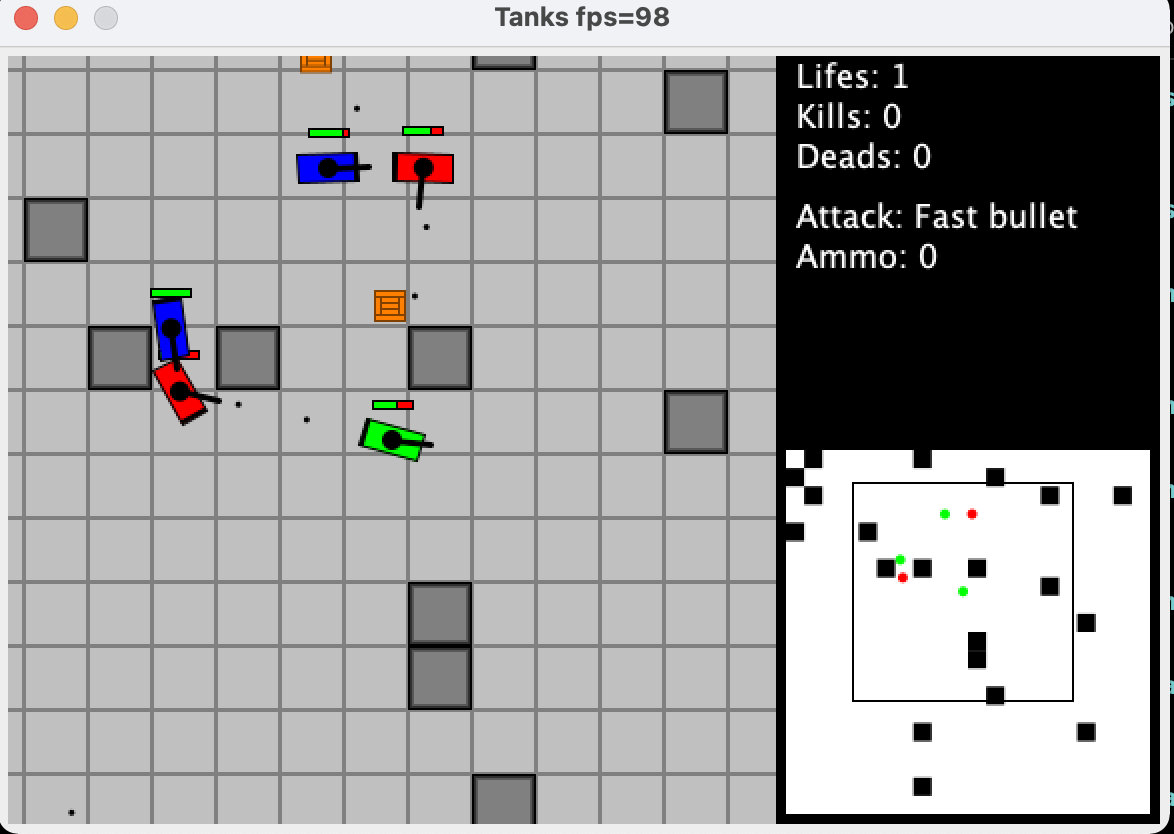 Tanks fps=98
Lifes: 1
Kills: 0
Deads: 0
Attack: Fast bullet
Ammo: 0